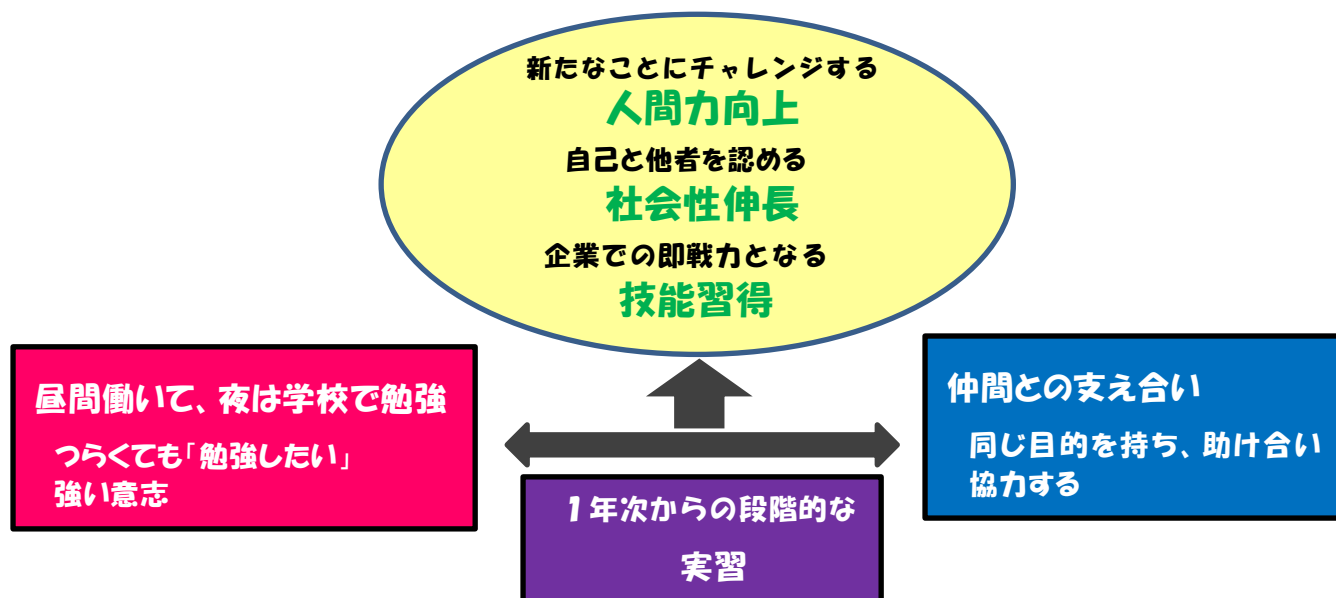 新たなことにチャレンジする
人間力向上
自己と他者を認める
社会性伸長
企業での即戦力となる
技能習得
昼間働いて、夜は学校で勉強
つらくても「勉強したい」
強い意志
仲間との支え合い
同じ目的を持ち、助け合い
協力する
1年次からの段階的な
実習